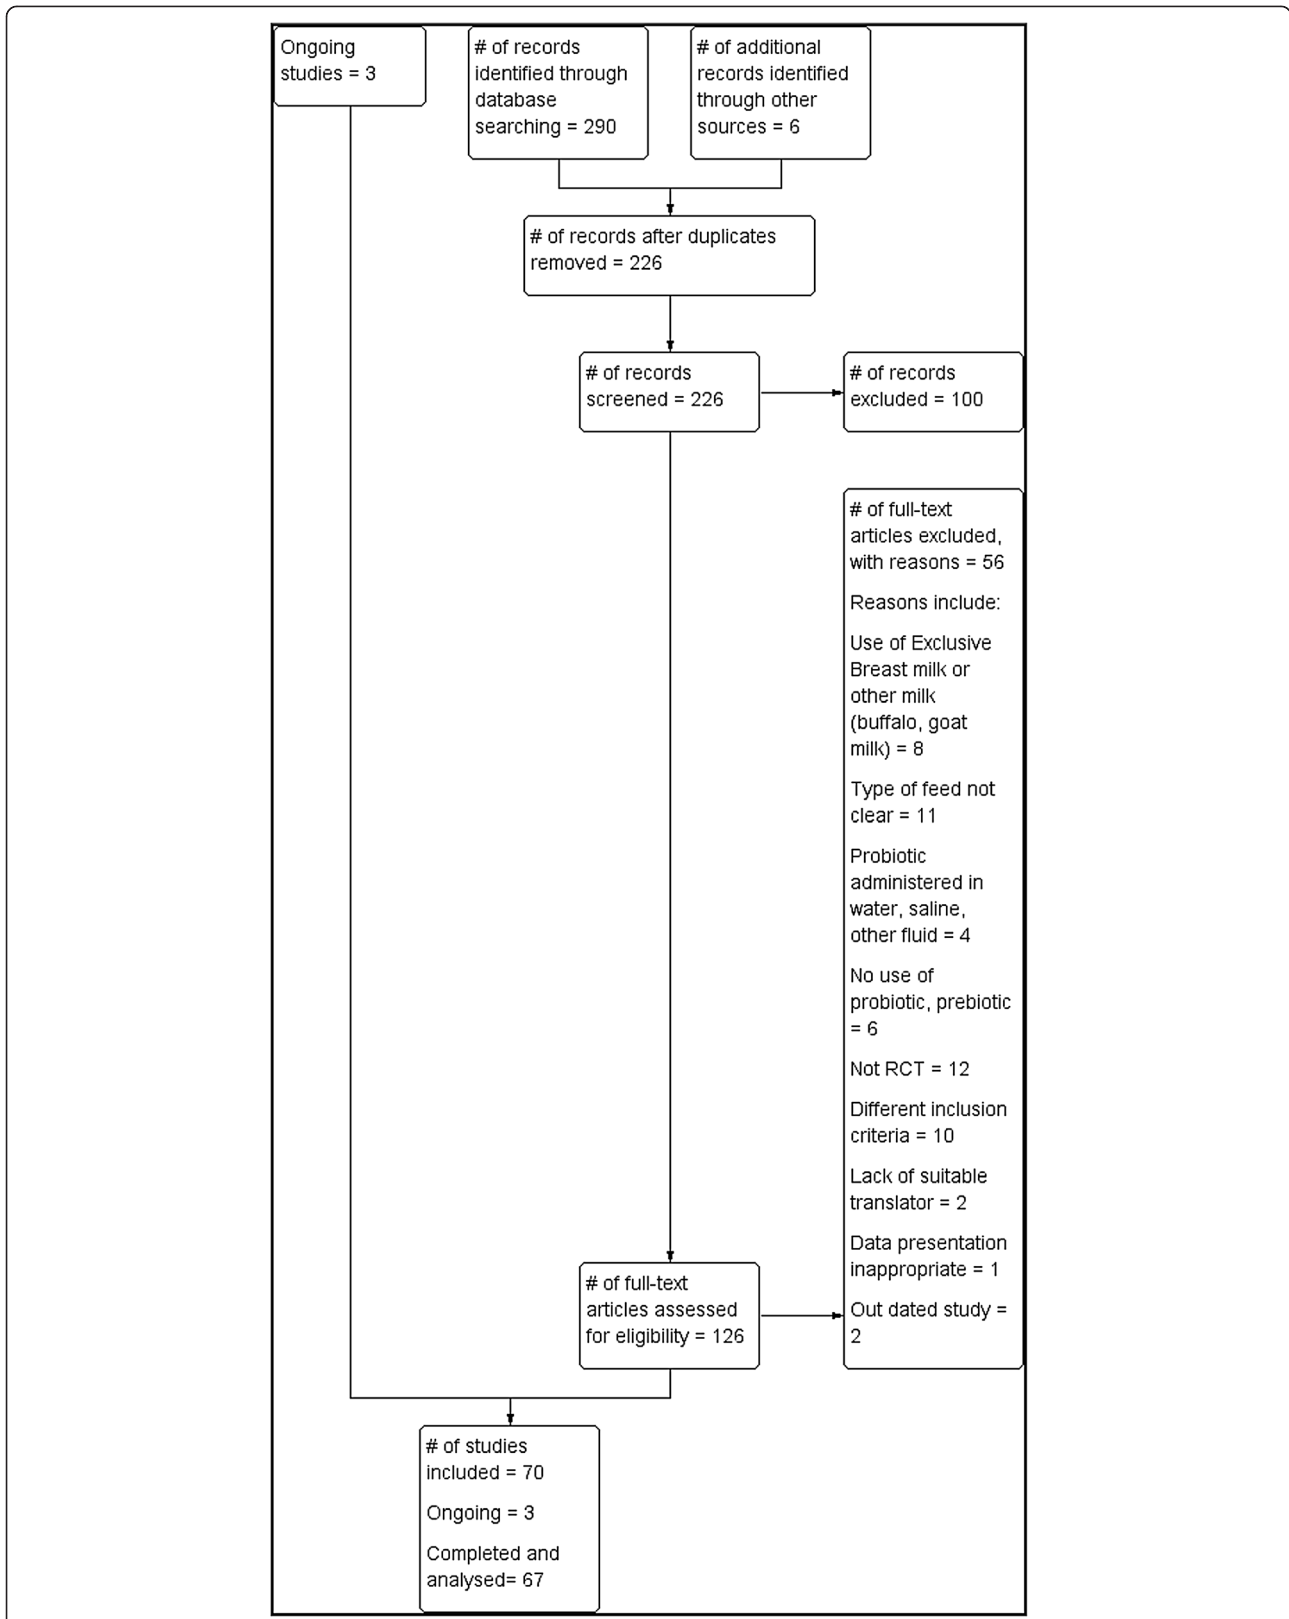 Ongoing
studies = 3
# of records
identified through
database
searching = 290
# of additional
records identified
through other
sources = 6
# of records after duplicates
removed = 226
# of records
screened = 226
# of records
excluded = 100
# of full-text
articles excluded,
with reasons = 56
Reasons include:
Use of Exclusive
Breast milk or
other milk
(buffalo, goat
milk) = 8
Type of feed not
clear = 11
Probiotic
administered in
water, saline,
other fluid = 4
No use of
probiotic, prebiotic
= 6
Not RCT = 12
Different inclusion
criteria = 10
Lack of suitable
translator = 2
Data presentation
inappropriate = 1
Out dated study =
2
# of full-text
articles assessed
for eligibility = 126
# of studies
included = 70
Ongoing = 3
Completed and
analysed= 67